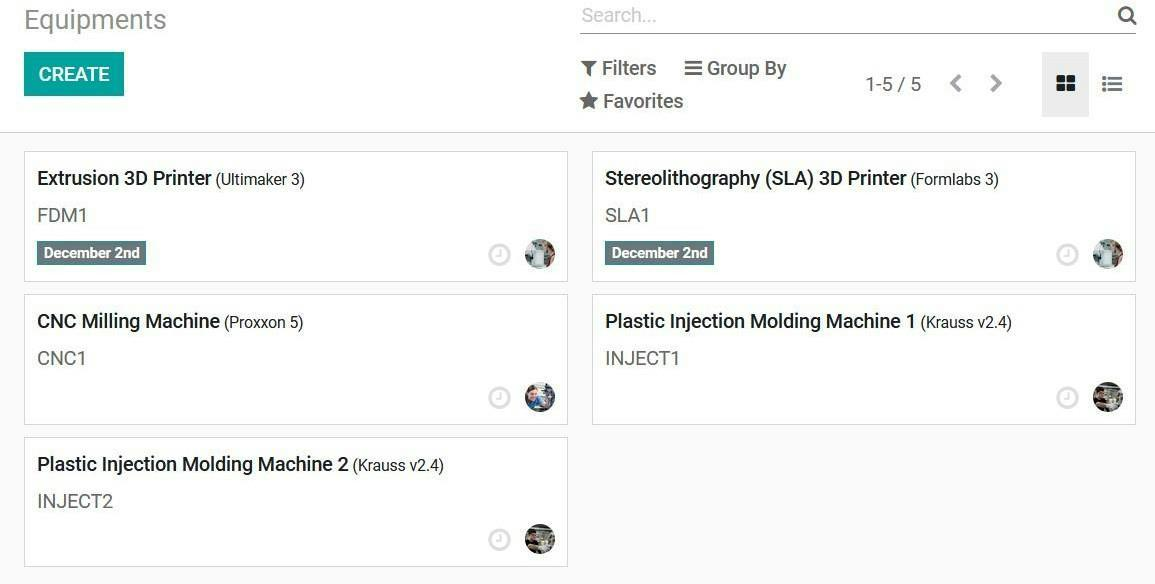 Equipments
Search...
CREATE
Filters
Group By
Favorites
1-5 / 5
Extrusion 3D Printer (Ultimaker 3)
FDM1
December 2nd
Stereolithography (SLA) 3D Printer (Formlabs 3)
SLA1
December 2nd
CNC Milling Machine (Proxxon 5)
CNC1
Plastic Injection Molding Machine 1 (Krauss v2.4)
INJECT1
Plastic Injection Molding Machine 2 (Krauss v2.4)
INJECT2